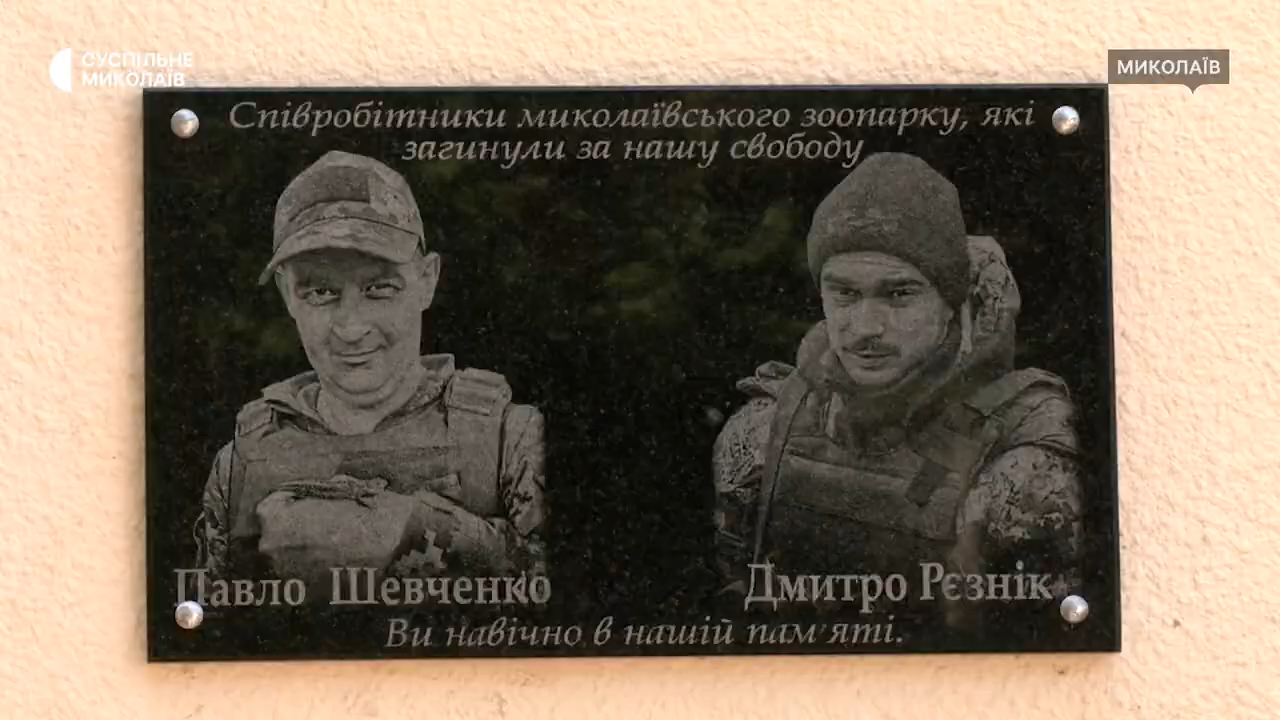 СУСПІЛЬНЕ
МИКОЛАЇВ
МИКОЛАЇВ
Співробітники миколаївського зоопарку, які
загинули за нашу свободу
Павло Шевченко
Дмитро Рєзнік
Ви навічно в нашій пам'яті.